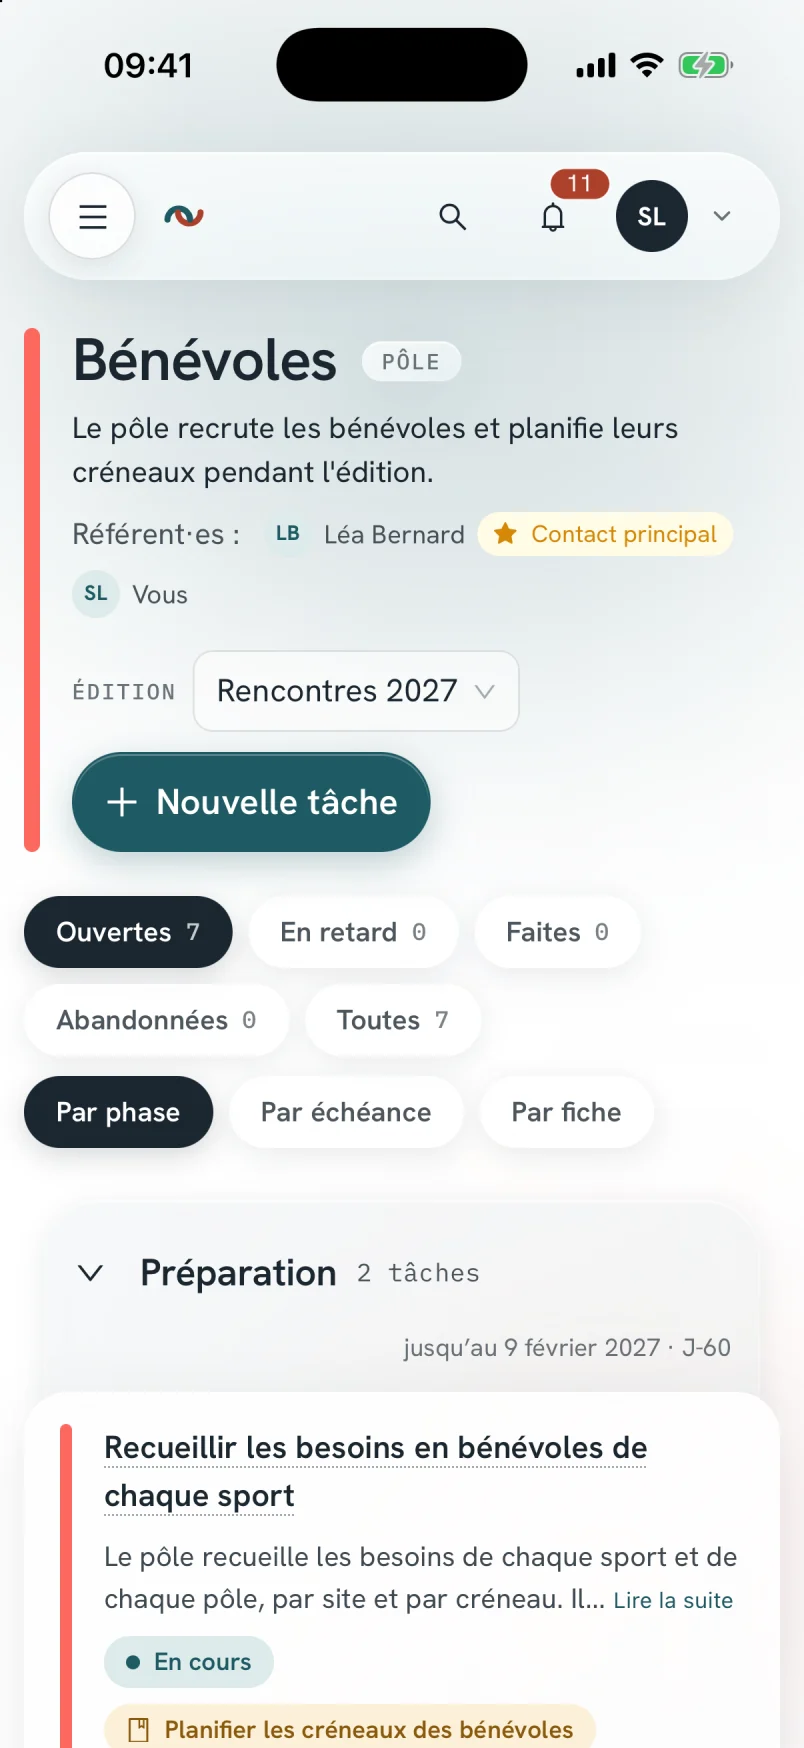 09:41
11
SL
Bénévoles PÔLE
Le pôle recrute les bénévoles et planifie leurs
créneaux pendant l'édition.
Référent·es : LB Léa Bernard Contact principal
SL Vous
ÉDITION Rencontres 2027
Nouvelle tâche
Ouvertes 7 En retard 0 Faites 0
Abandonnées 0 Toutes 7
Par phase Par échéance Par fiche
Préparation 2 tâches
jusqu’au 9 février 2027 · J-60
Recueillir les besoins en bénévoles de
chaque sport
Le pôle recueille les besoins de chaque sport et de
chaque pôle, par site et par créneau. Il... Lire la suite
En cours
Planifier les créneaux des bénévoles